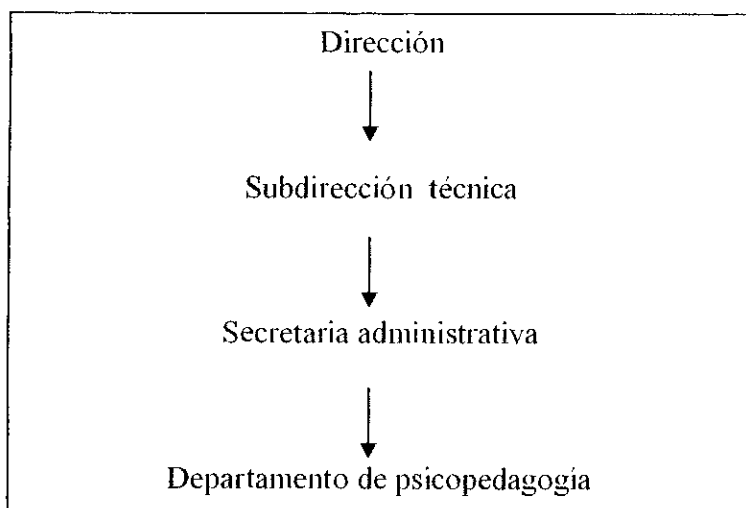 Dirección
Subdirección técnica
Secretaria administrativa
Departamento de psicopedagogía